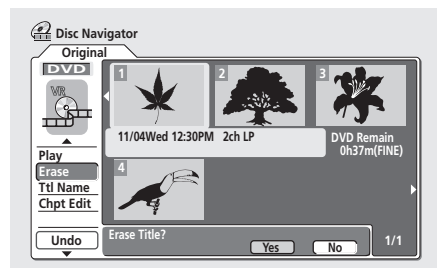 Disc Navigator
Original
DVD
VR
1
2
3
11/04Wed 12:30PM 2ch LP
DVD Remain
0h37m(FINE)
4
Play
Erase
Ttl Name
Chpt Edit
Undo
Erase Title?
Yes
No
1/1